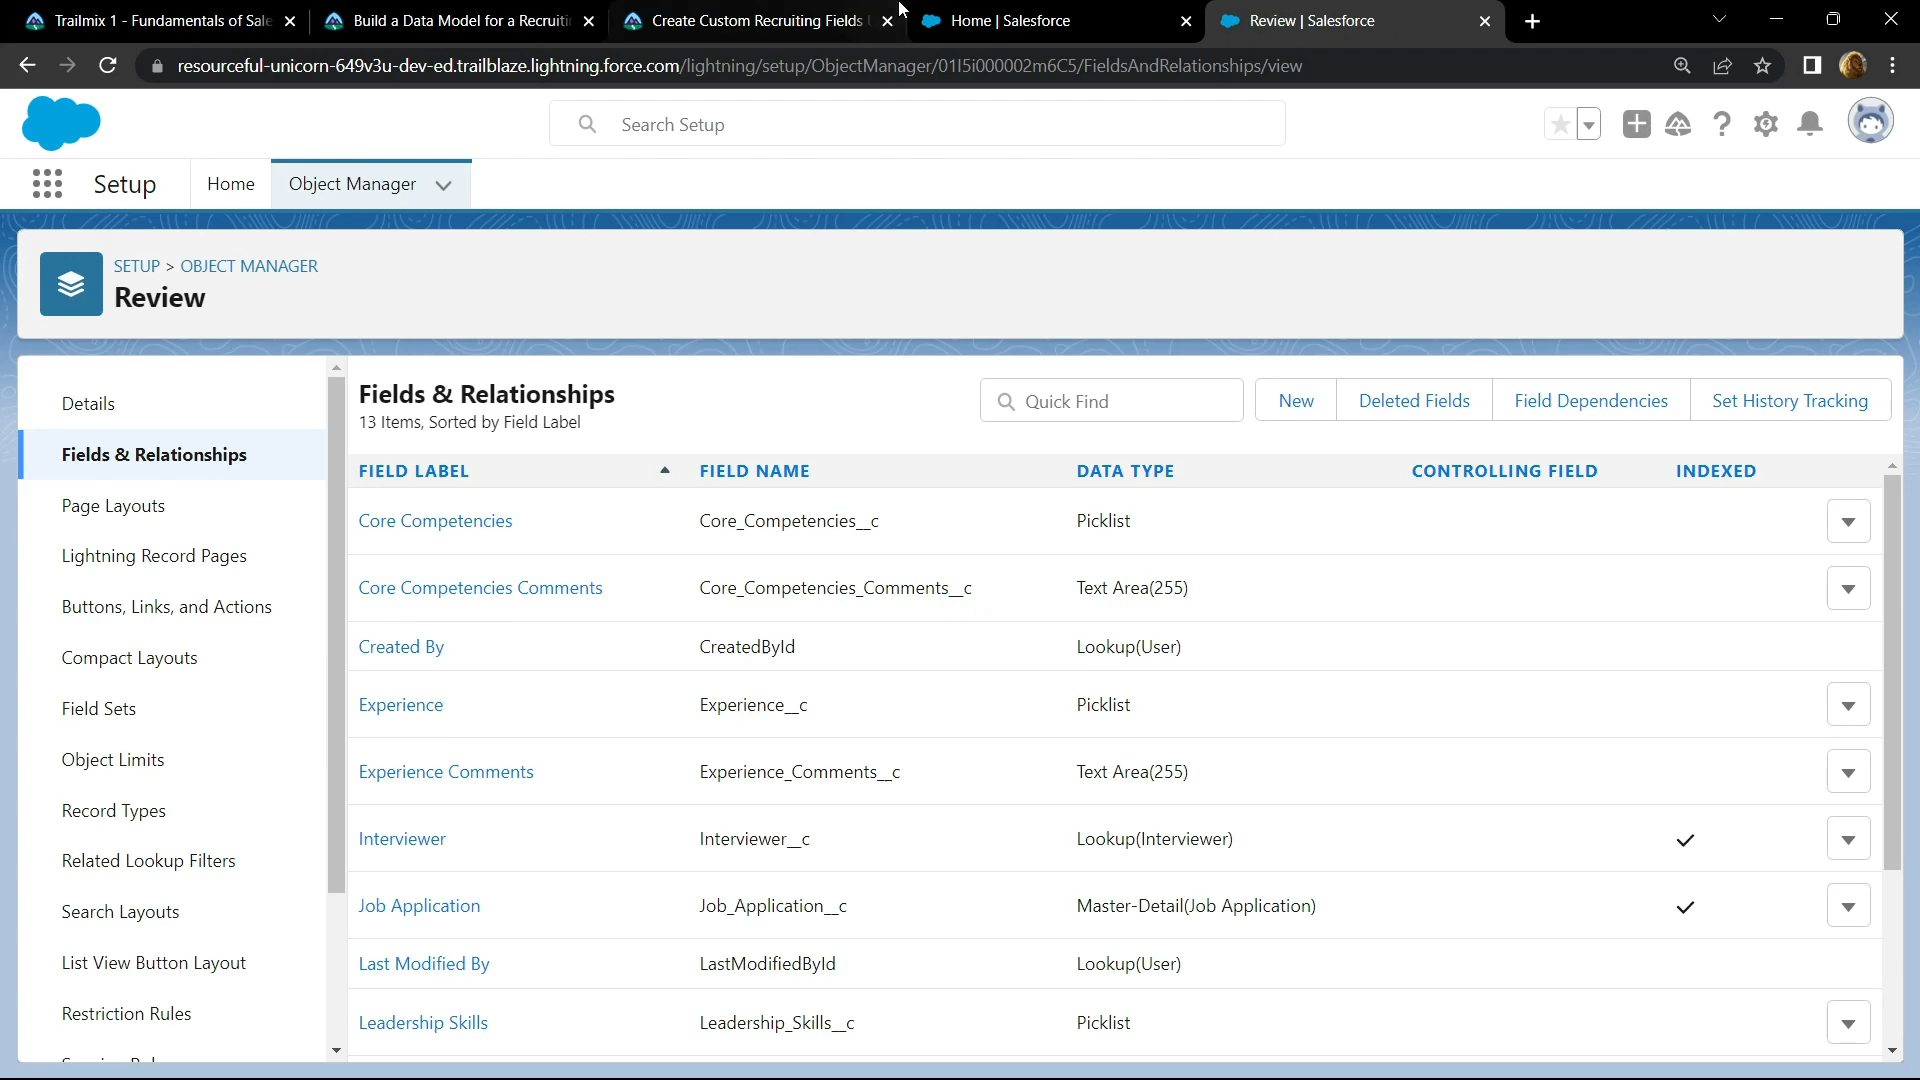 Trailmix 1 - Fundamentals of Sale
Build a Data Model for a Recruiti
Create Custom Recruiting Fields
Home | Salesforce
Review | Salesforce
resourceful-unicorn-649v3u-dev-ed.trailblaze.lightning.force.com/lightning/setup/ObjectManager/01I5i000002m6C5/FieldsAndRelationships/view
Search Setup
Setup
Home
Object Manager
SETUP > OBJECT MANAGER
Review
Details
Fields & Relationships
Page Layouts
Lightning Record Pages
Buttons, Links, and Actions
Compact Layouts
Field Sets
Object Limits
Record Types
Related Lookup Filters
Search Layouts
List View Button Layout
Restriction Rules
Fields & Relationships
13 Items, Sorted by Field Label
Quick Find
New
Deleted Fields
Field Dependencies
Set History Tracking
FIELD LABEL FIELD NAME DATA TYPE CONTROLLING FIELD INDEXED
Core Competencies Core_Competencies__c Picklist
Core Competencies Comments Core_Competencies_Comments__c Text Area(255)
Created By CreatedById Lookup(User)
Experience Experience__c Picklist
Experience Comments Experience_Comments__c Text Area(255)
Interviewer Interviewer__c Lookup(Interviewer)
Job Application Job_Application__c Master-Detail(Job Application)
Last Modified By LastModifiedById Lookup(User)
Leadership Skills Leadership_Skills__c Picklist